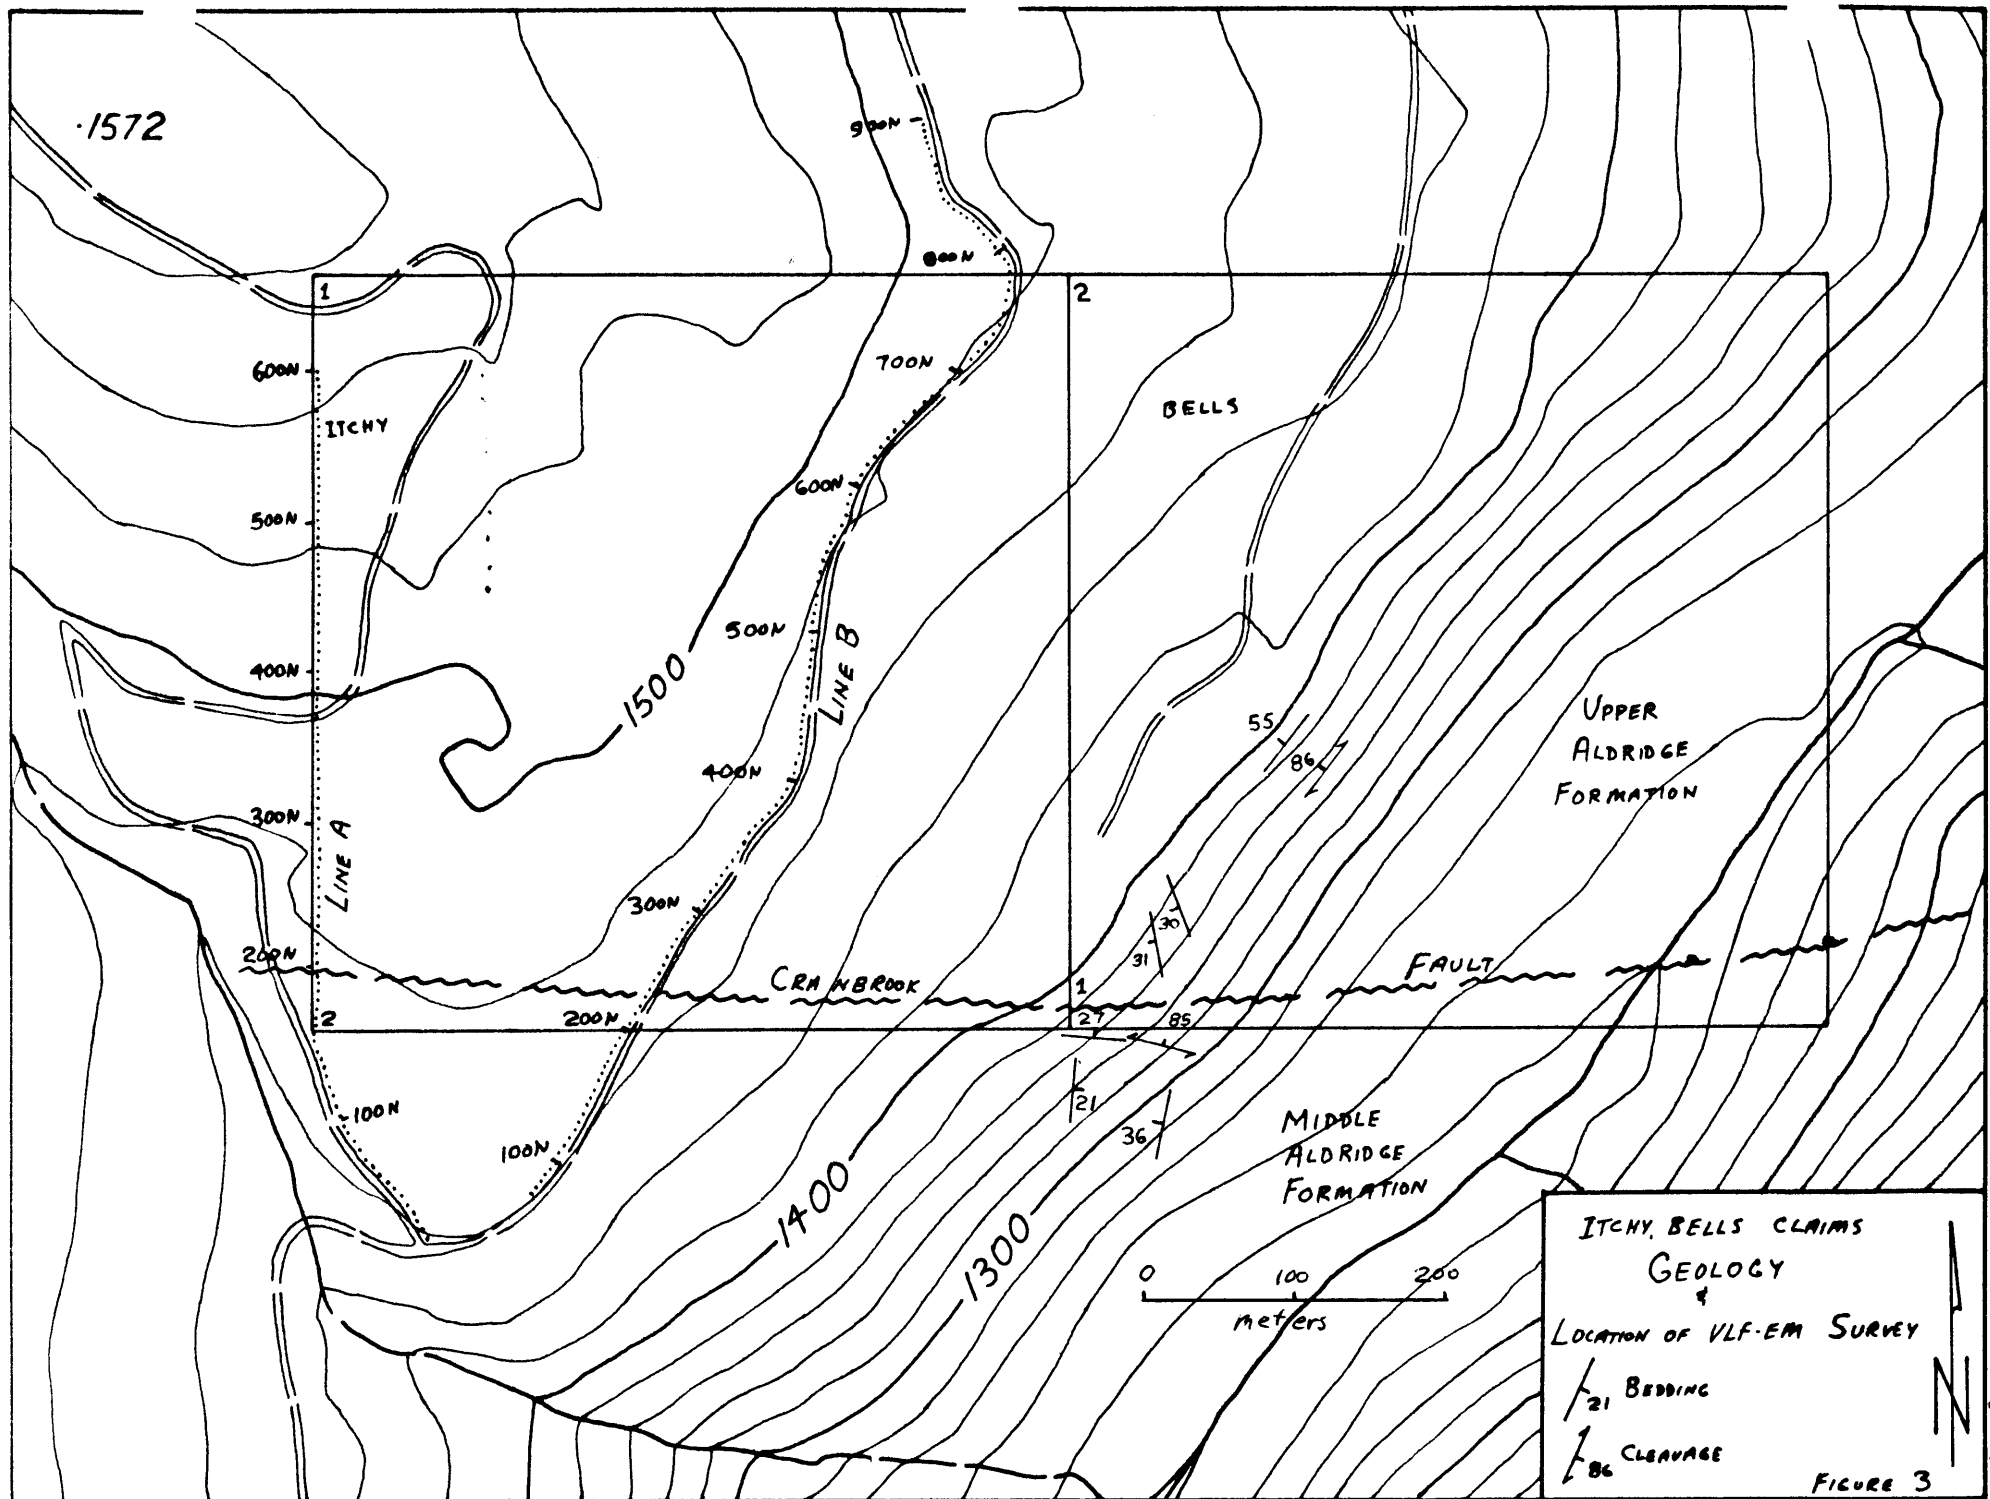 ·1572
900N
800N
1
2
700N
600N
ITCHY
BELLS
600N
500N
500N
LINE B
400N
1500
UPPER
ALDRIDGE
FORMATION
55
86
400N
300N
LINE A
300N
30
31
200N
CRANBROOK
FAULT
1
2
200N
27
85
21
100N
100N
36
MIDDLE
ALDRIDGE
FORMATION
1400
1300
0 100 200
meters
ITCHY, BELLS CLAIMS
GEOLOGY
&
LOCATION OF VLF-EM SURVEY
21 BEDDING
86 CLEAVAGE
N
FIGURE 3